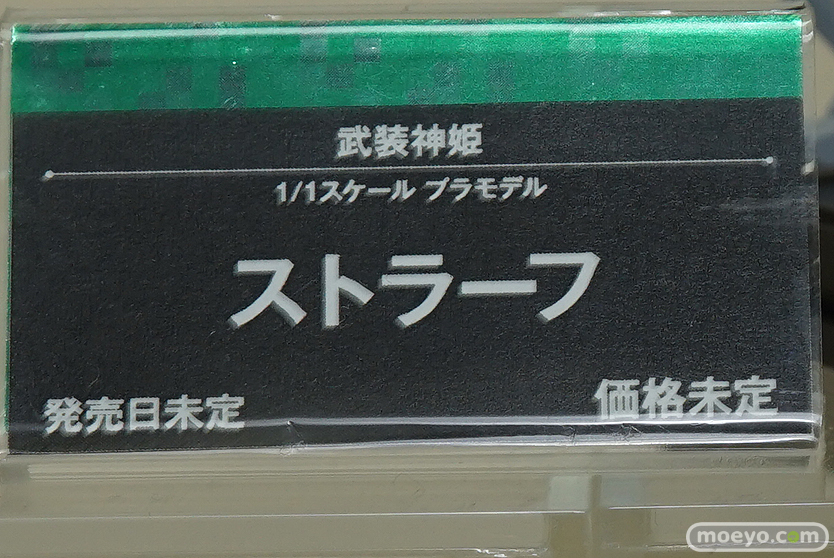 武装神姫
1/1スケール プラモデル
ストラーフ
発売日未定
価格未定
moeyo.com